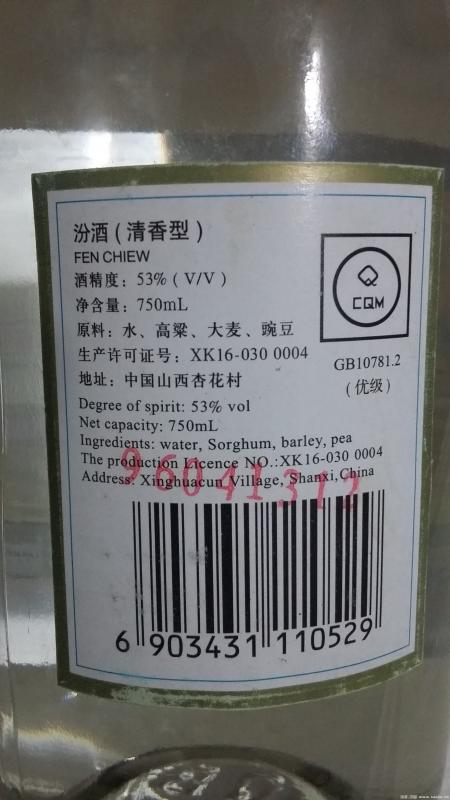 汾酒(清香型)
FEN CHIEW
酒精度：53%(V/V)
净含量：750mL
原料：水、高粱、大麦、豌豆
生产许可证号：XK16-030 0004
地址：中国山西杏花村
CQM
GB10781.2
(优级)
Degree of spirit: 53% vol
Net capacity: 750mL
Ingredients: water, Sorghum, barley, pea
The production Licence NO.:XK16-030 0004
Address: Xinghuacun Village, Shanxi,China
96041312
6 903431 110529